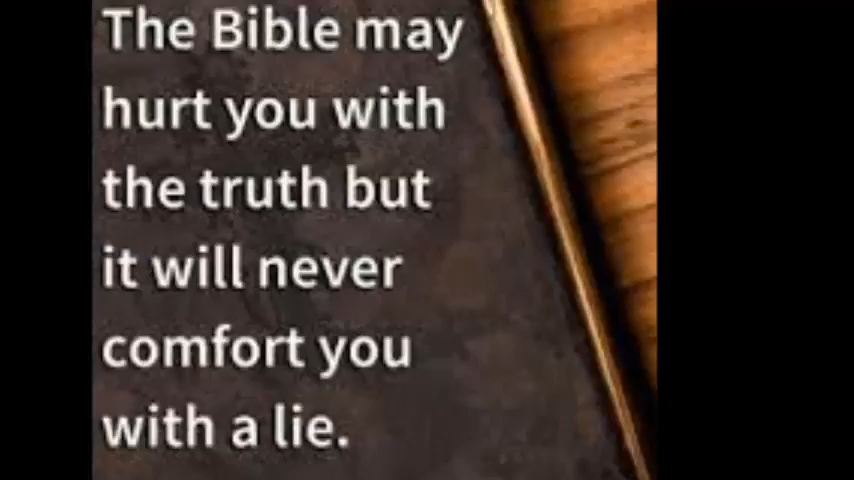 The Bible may
hurt you with
the truth but
it will never
comfort you
with a lie.